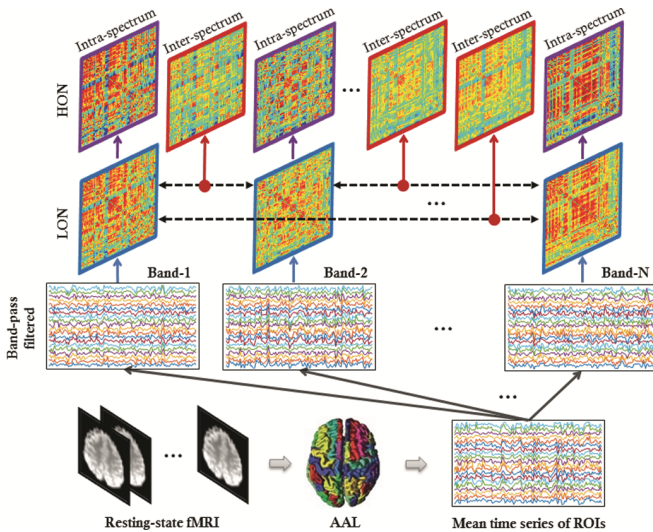 Intra-spectrum
Inter-spectrum
Intra-spectrum
Inter-spectrum
Inter-spectrum
Intra-spectrum
HON
...
LON
...
Band-1
Band-2
Band-N
Band-pass
filtered
...
...
...
Resting-state fMRI
AAL
Mean time series of ROIs